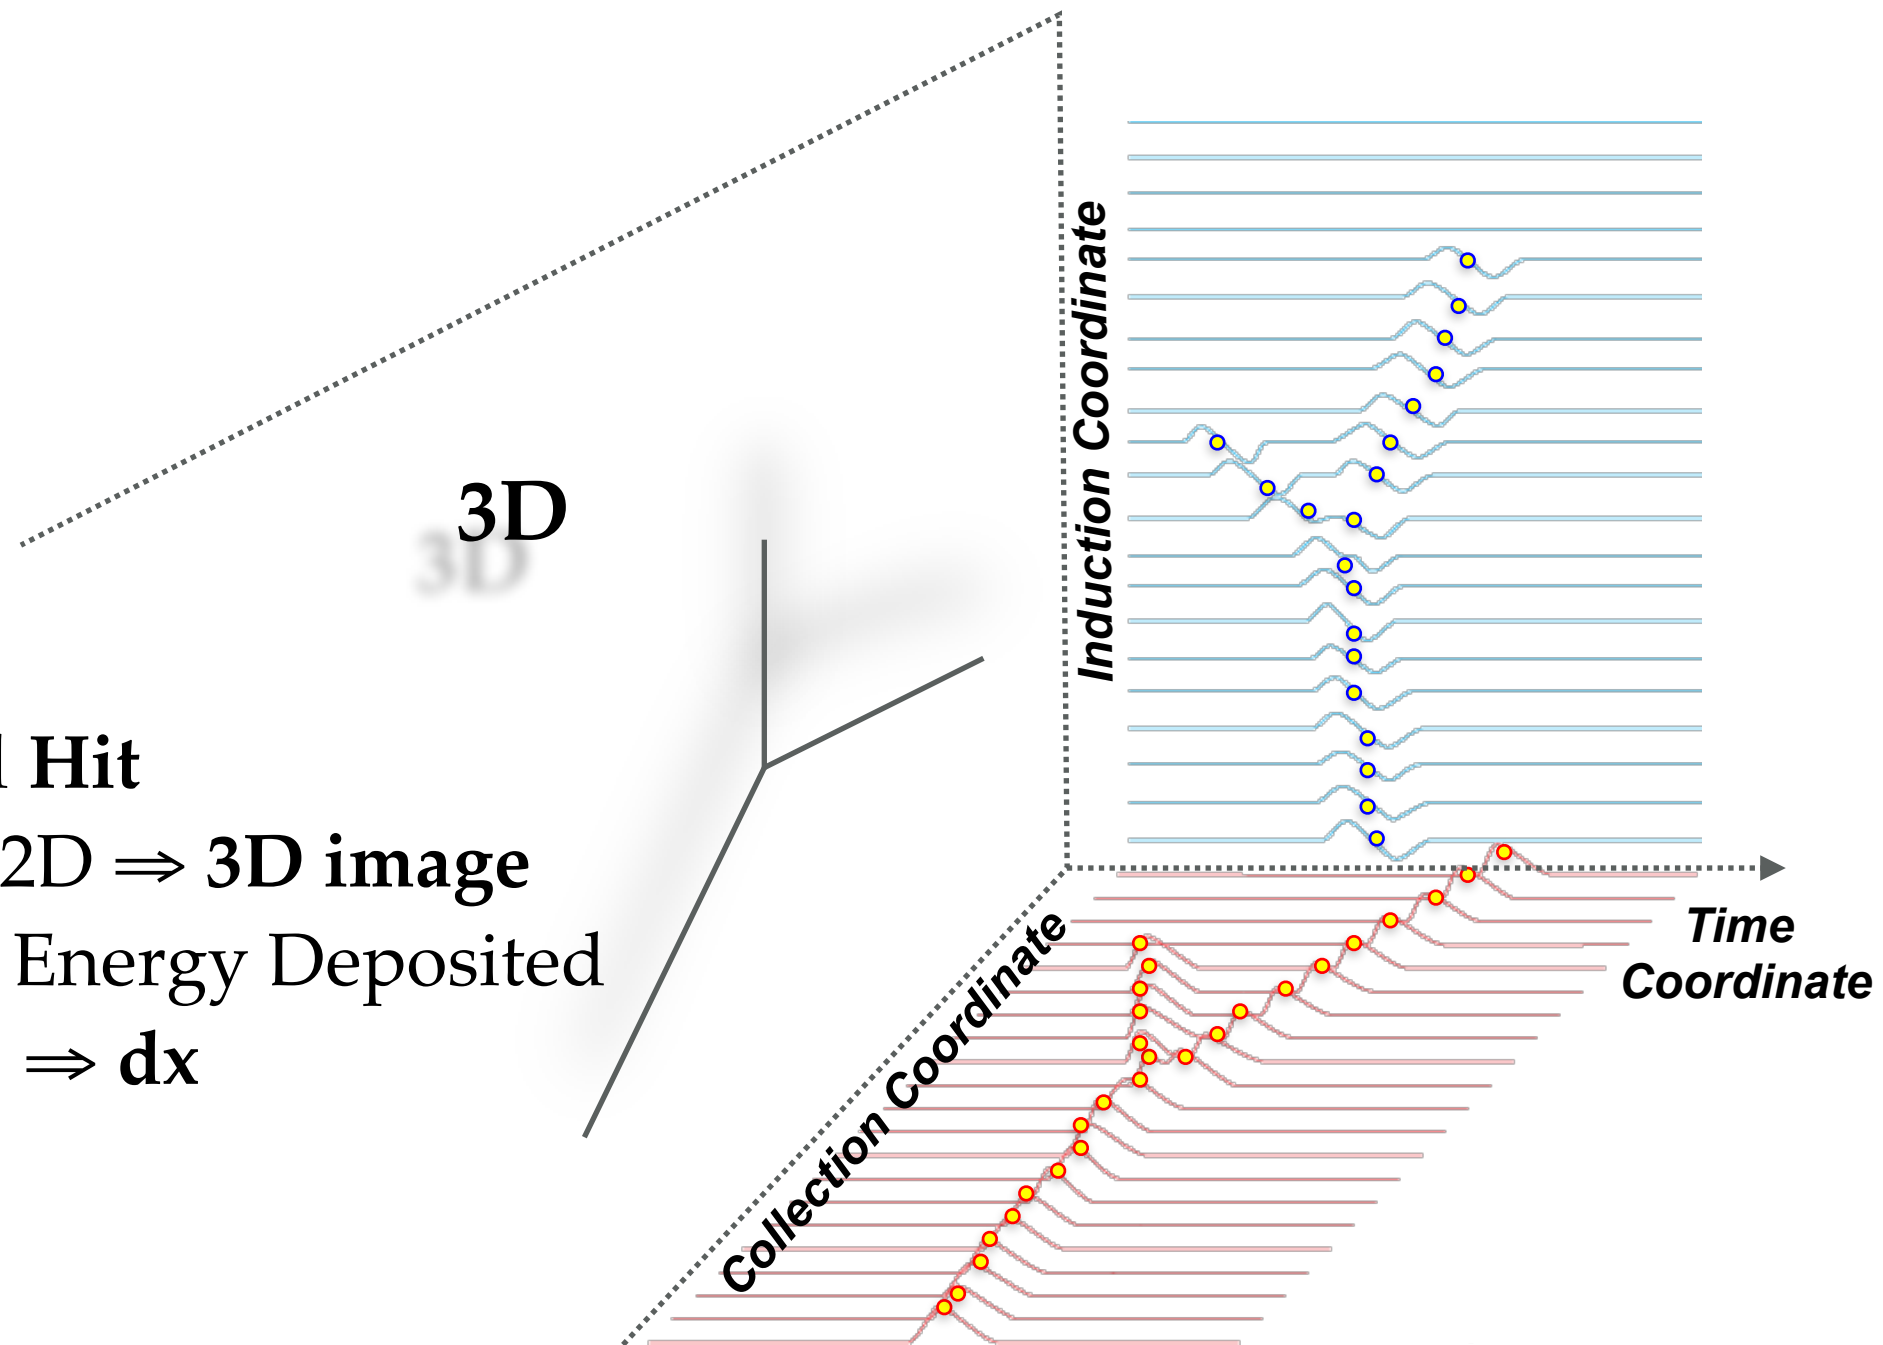 3D
Hit
2D ⇒ 3D image
Energy Deposited
⇒ dx
Induction Coordinate
Time
Coordinate
Collection Coordinate